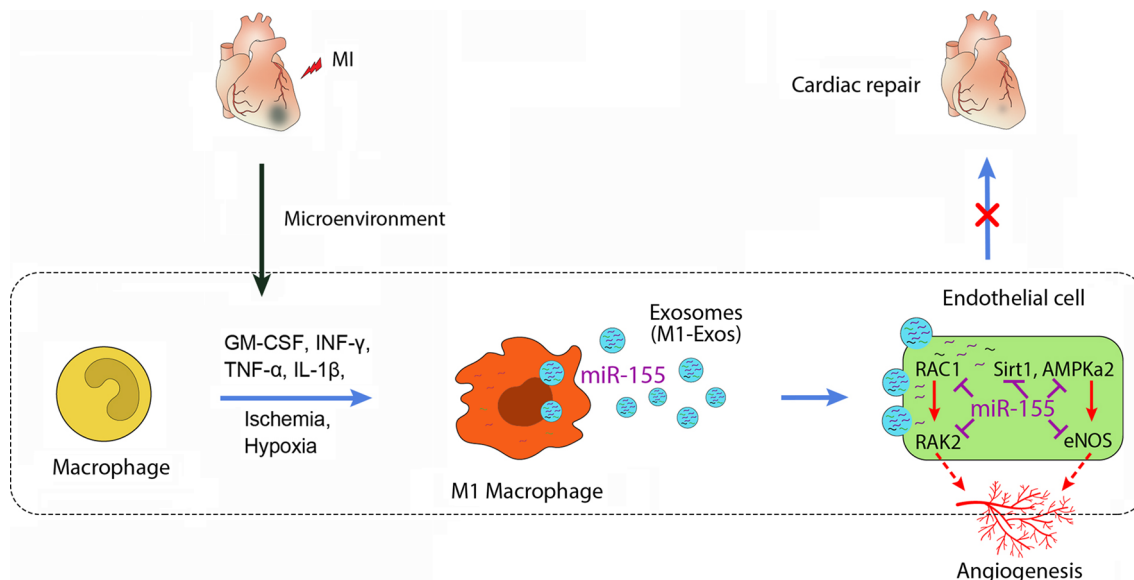 MI
Cardiac repair
Microenvironment
Endothelial cell
GM-CSF, INF-γ,
TNF-α, IL-1β,
Ischemia,
Hypoxia
Macrophage
Exosomes
(M1-Exos)
miR-155
M1 Macrophage
RAC1
Sirt1, AMPKa2
miR-155
RAK2
eNOS
Angiogenesis